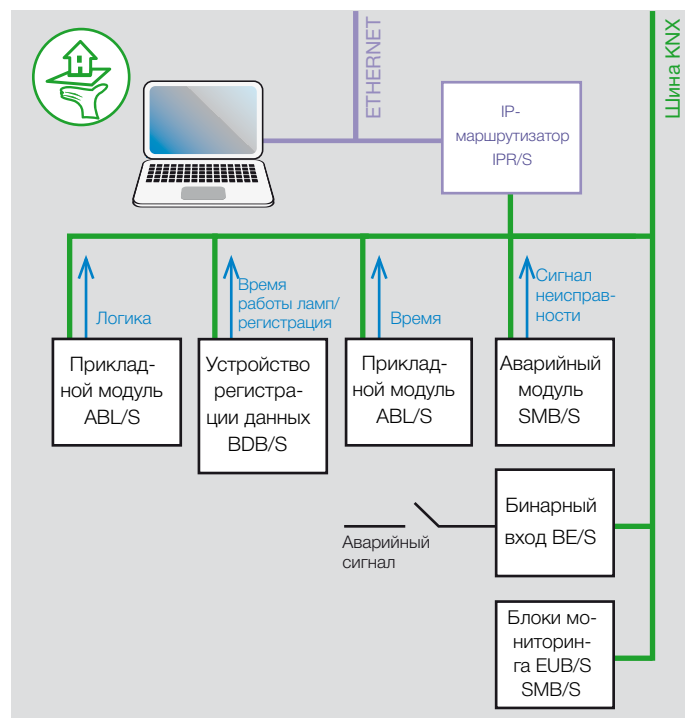 ETHERNET
Шина KNX
IP-
маршрутизатор
IPR/S
Логика
Время
работы ламп/
регистрация
Время
Сигнал
неисправ-
ности
Приклад-
ной модуль
ABL/S
Устройство
регистра-
ции данных
BDB/S
Приклад-
ной модуль
ABL/S
Аварийный
модуль
SMB/S
Аварийный
сигнал
Бинарный
вход BE/S
Блоки мо-
ниторин-
га EUB/S
SMB/S